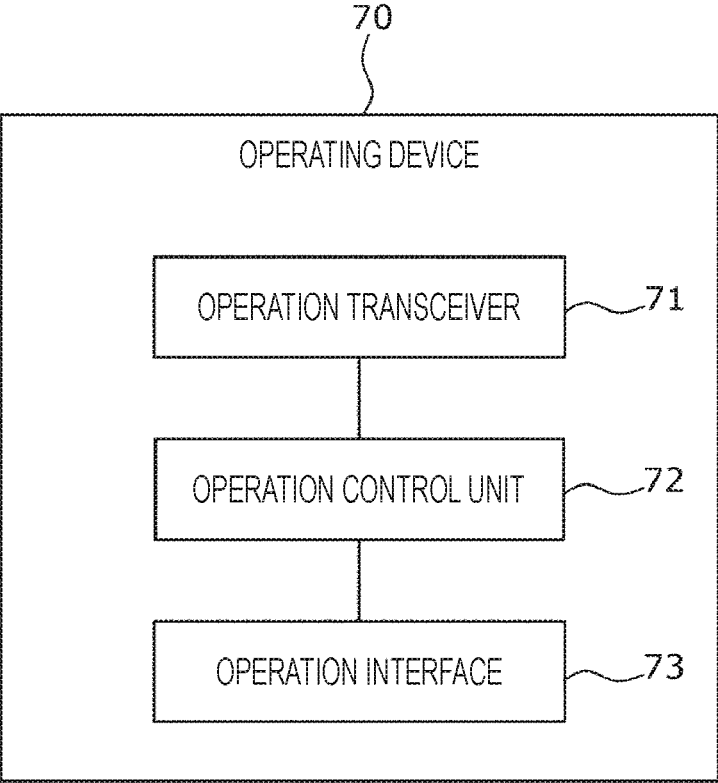 70
OPERATING DEVICE
OPERATION TRANSCEIVER
71
OPERATION CONTROL UNIT
72
OPERATION INTERFACE
73